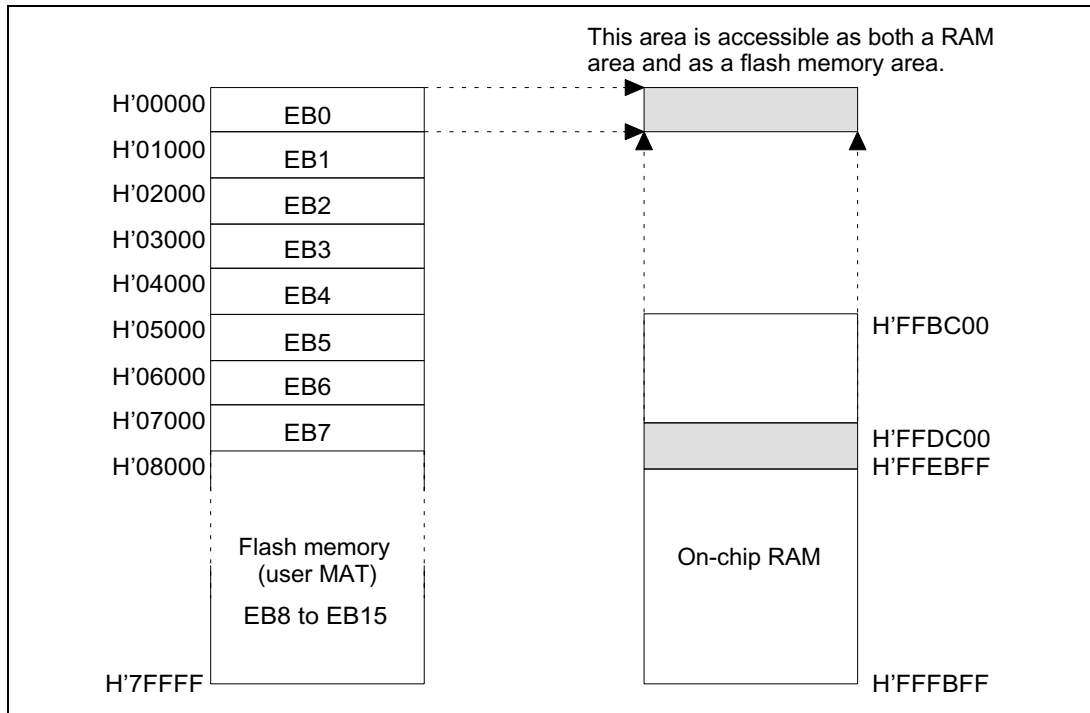 This area is accessible as both a RAM
area and as a flash memory area.
H’00000
EB0
H’01000
EB1
H’02000
EB2
H’03000
EB3
H’04000
EB4
H’05000
EB5
H’06000
EB6
H’07000
EB7
H’08000
Flash memory
(user MAT)
EB8 to EB15
H’7FFFF
H’FFBC00
H’FFDC00
H’FFEBFF
On-chip RAM
H’FFFBFF